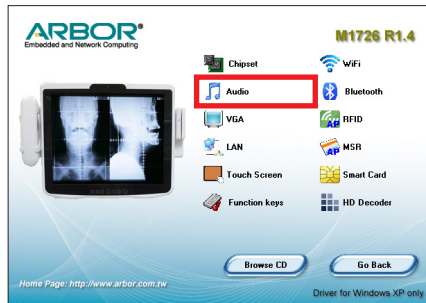 ARBOR®
Embedded and Network Computing
M1726 R1.4
Chipset
WiFi
Audio
Bluetooth
VGA
AP RFID
LAN
AP MSR
Touch Screen
Smart Card
Function keys
HD Decoder
Browse CD
Go Back
Home Page: http://www.arbor.com.tw
Driver for Windows XP only